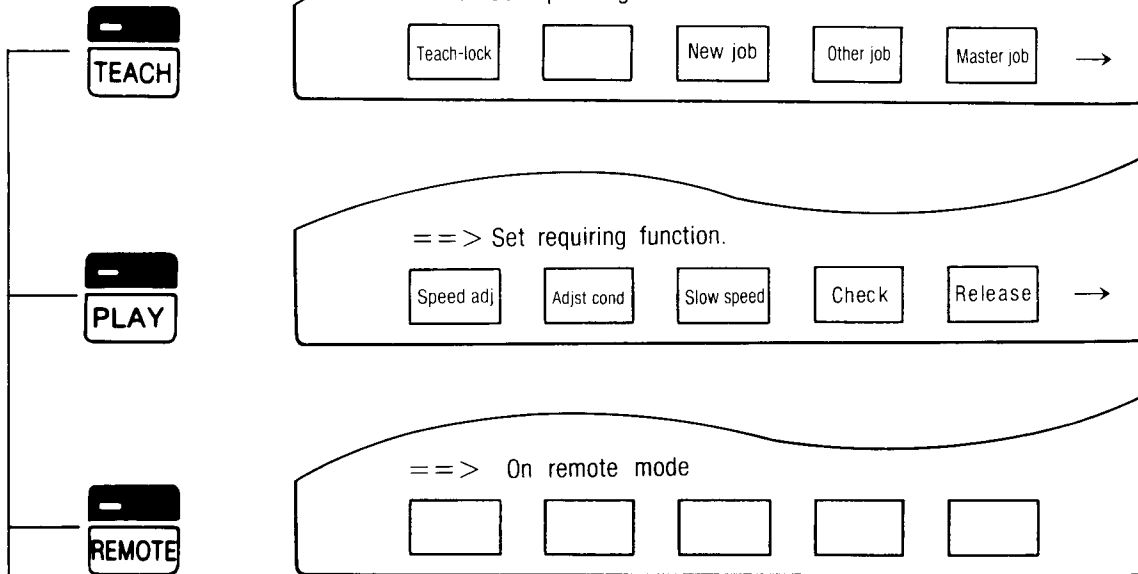 TEACH
Teach-lock New job Other job Master job →
==> Set requiring function.
PLAY
Speed adj Adjst cond Slow speed Check Release →
==> On remote mode
REMOTE